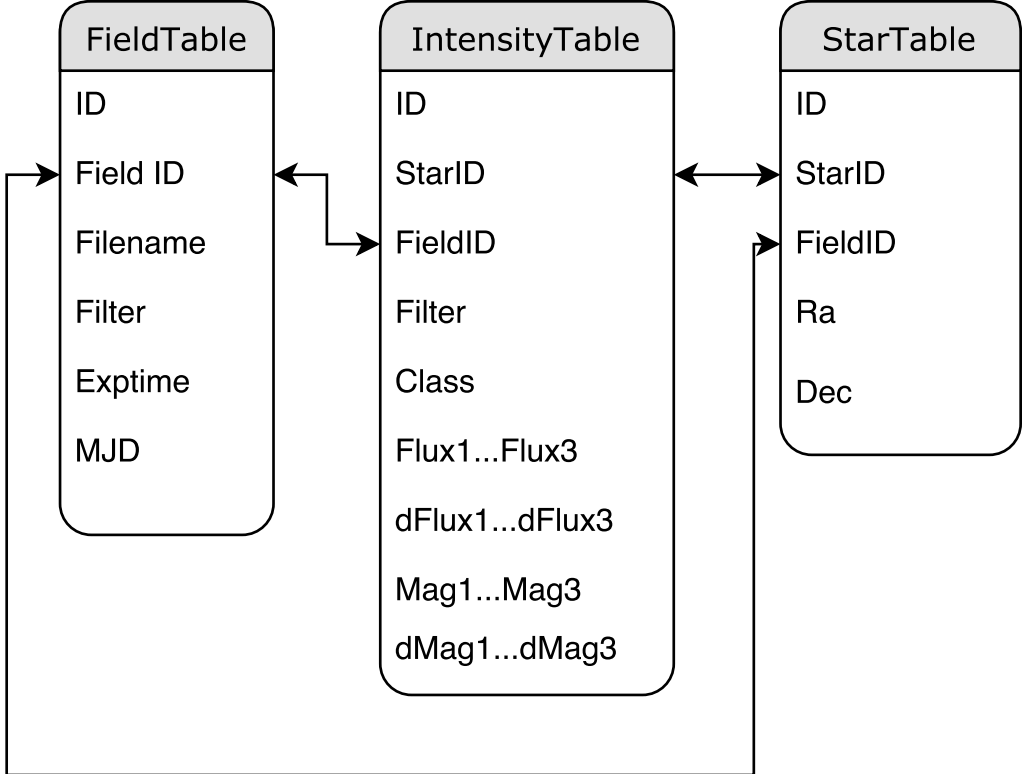 FieldTable
ID
Field ID
Filename
Filter
Exptime
MJD
IntensityTable
ID
StarID
FieldID
Filter
Class
Flux1...Flux3
dFlux1...dFlux3
Mag1...Mag3
dMag1...dMag3
StarTable
ID
StarID
FieldID
Ra
Dec